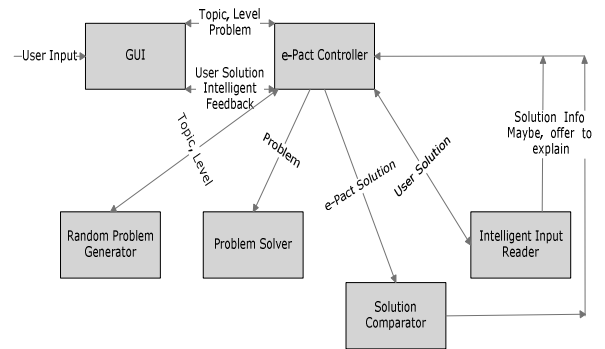 Topic, Level
Problem
User Input
GUI
e-Pact Controller
User Solution
Intelligent
Feedback
Topic, Level
Problem
e-Pact Solution
User Solution
Solution Info
Maybe, offer to
explain
Random Problem
Generator
Problem Solver
Intelligent Input
Reader
Solution
Comparator